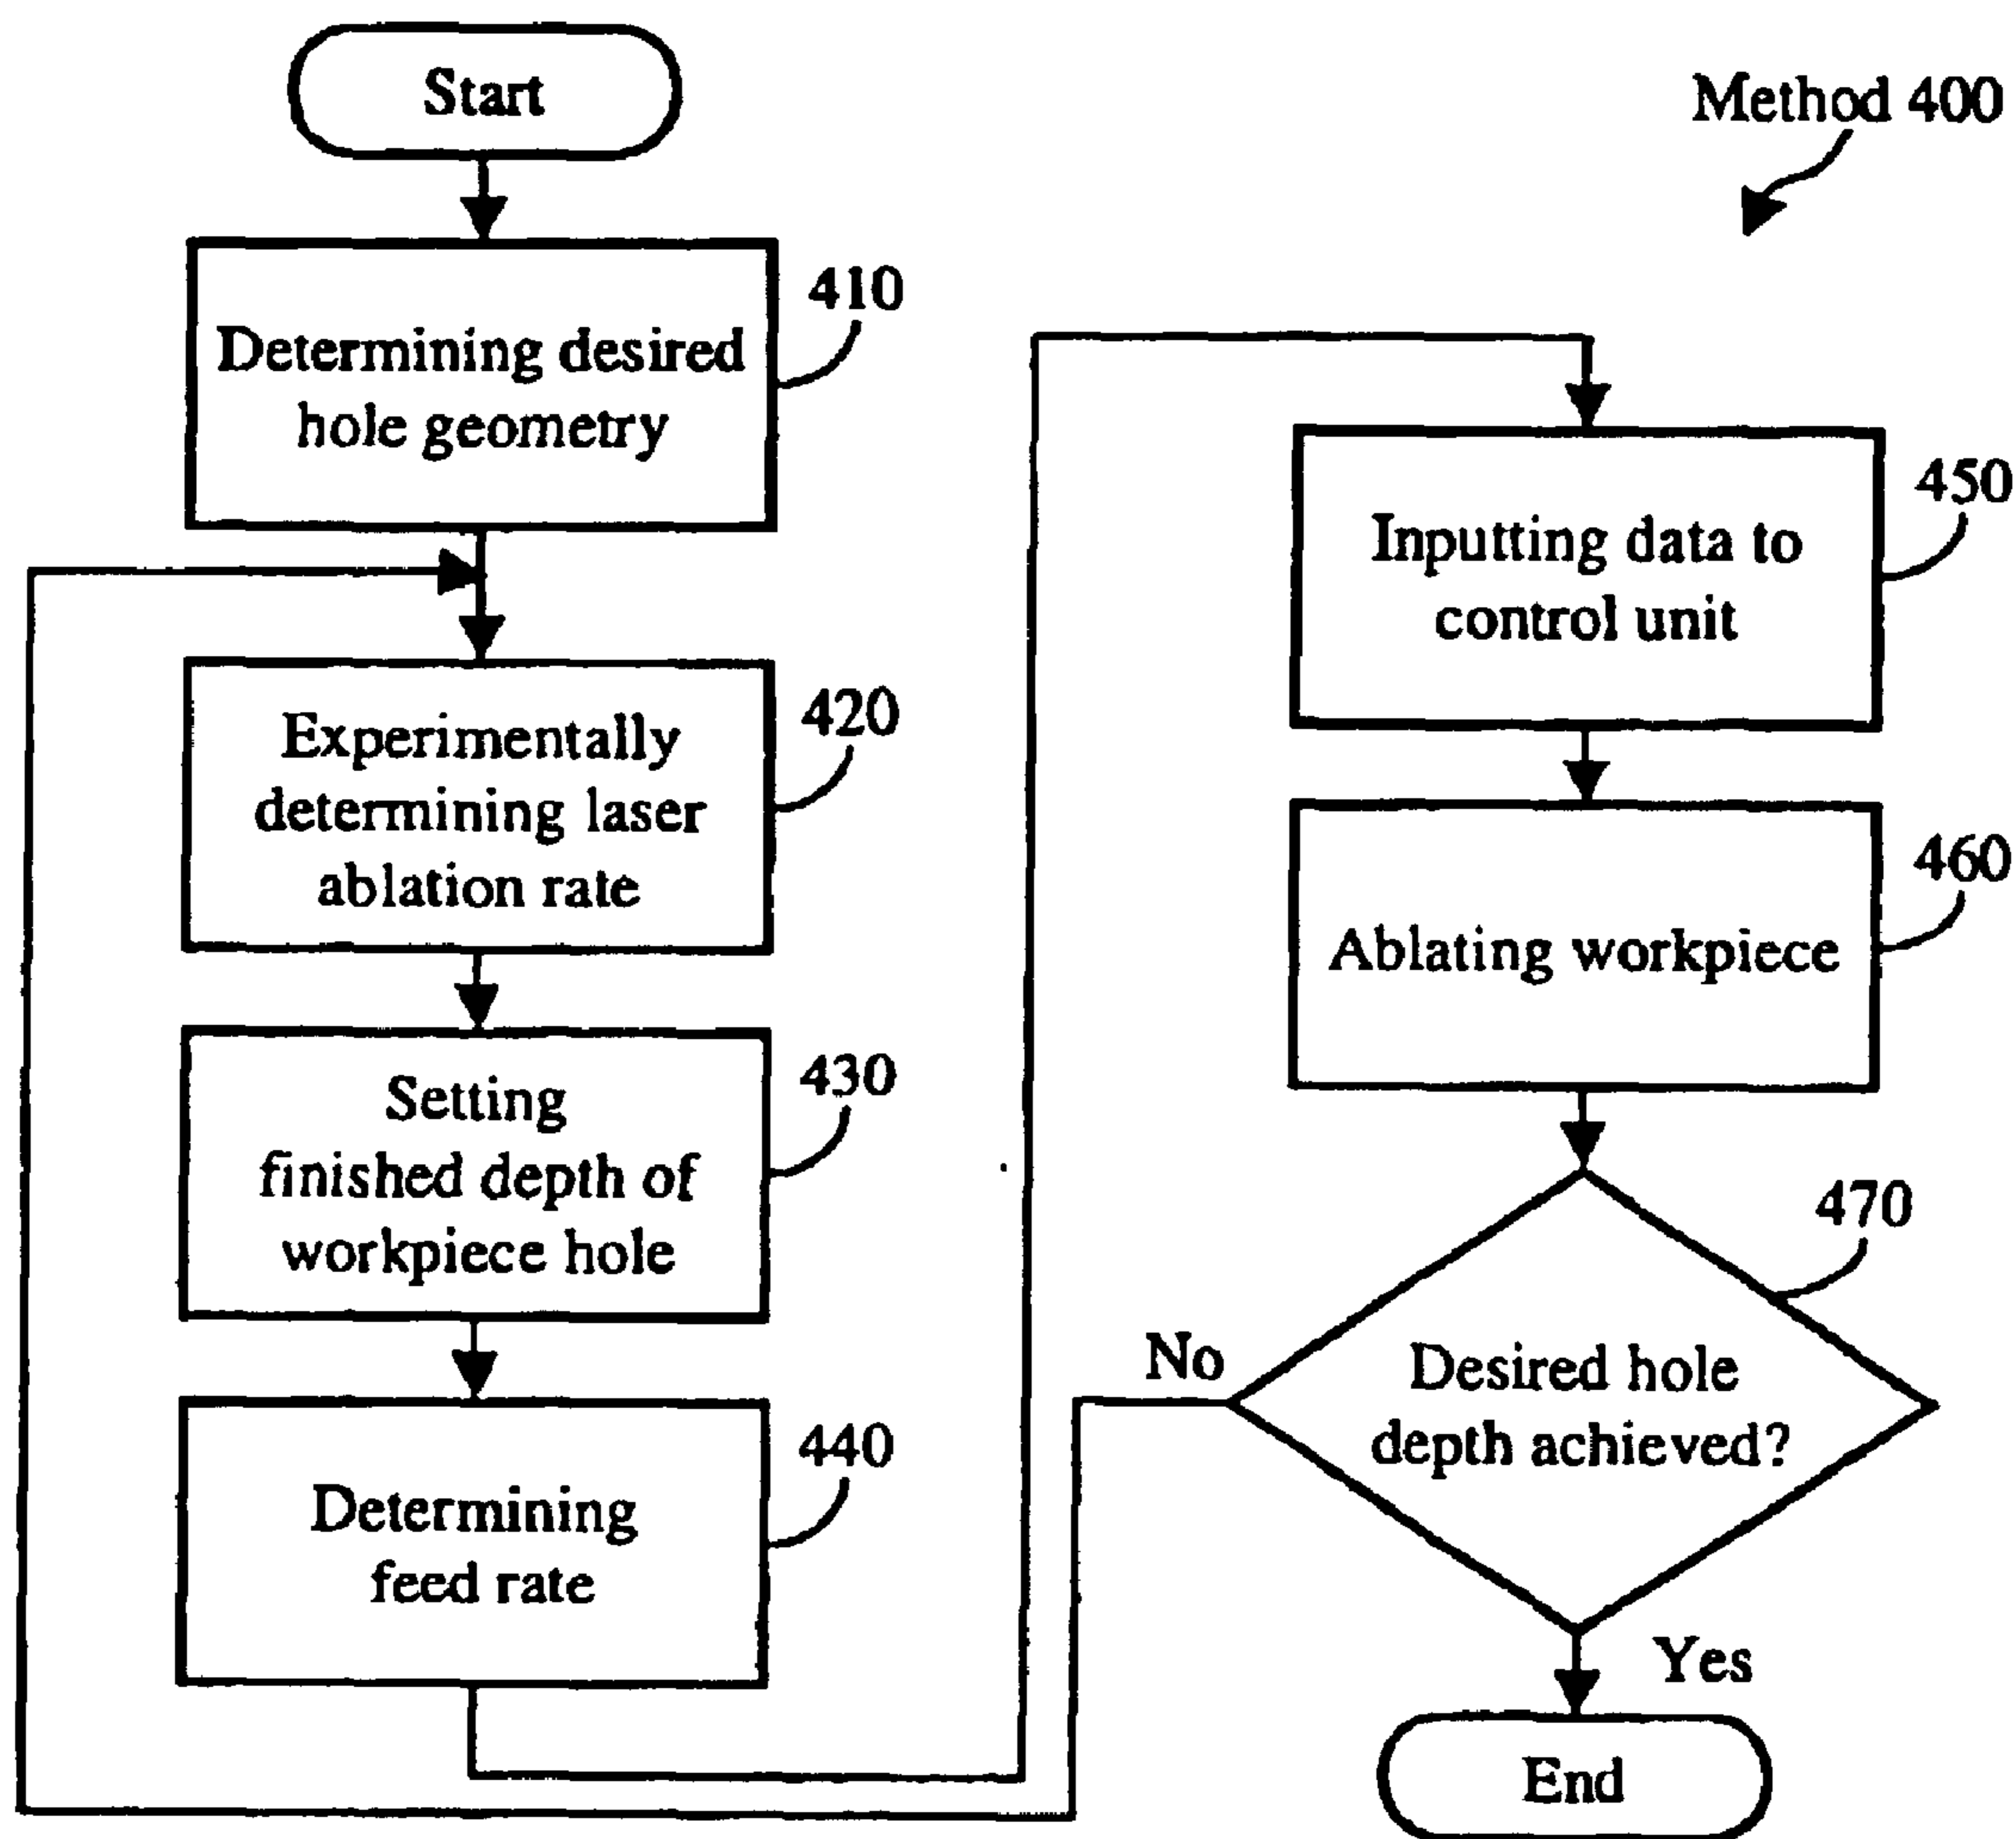 Start
Method 400
410
Determining desired
hole geometry
420
Experimentally
determining laser
ablation rate
430
Setting
finished depth of
workpiece hole
440
Determining
feed rate
450
Inputting data to
control unit
460
Ablating workpiece
470
Desired hole
depth achieved?
No
Yes
End